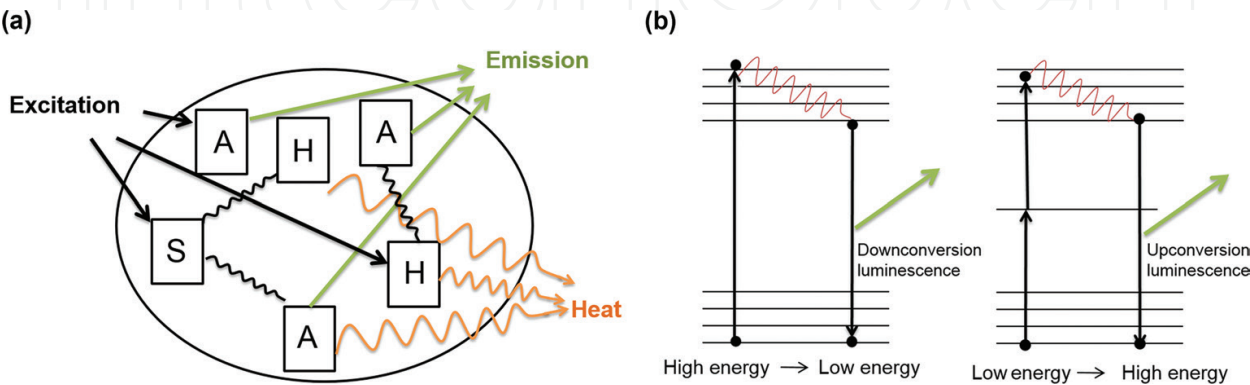 (a)
Emission
Excitation
A
H
A
S
H
A
Heat
(b)
Downconversion
luminescence
High energy → Low energy
Upconversion
luminescence
Low energy → High energy